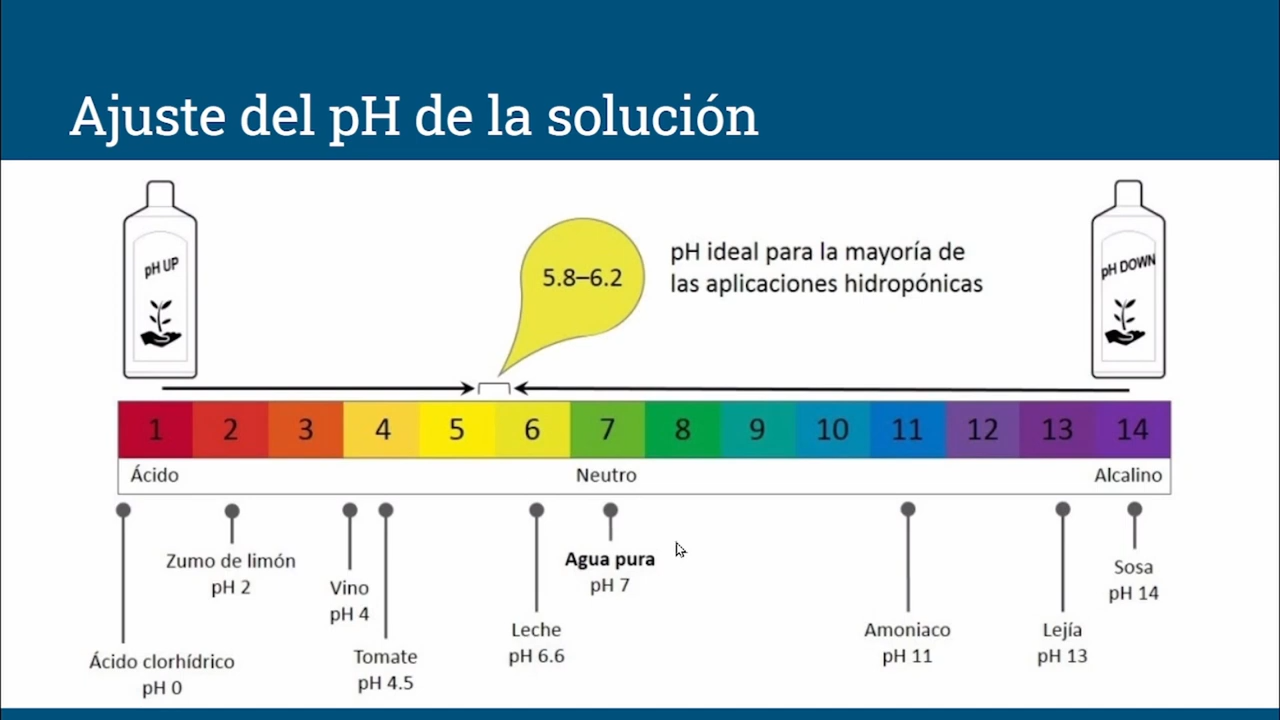 Ajuste del pH de la solución
pH UP
5.8–6.2
pH ideal para la mayoría de
las aplicaciones hidropónicas
pH DOWN
1 2 3 4 5 6 7 8 9 10 11 12 13 14
Ácido Neutro Alcalino
Ácido clorhídrico
pH 0
Zumo de limón
pH 2
Vino
pH 4
Tomate
pH 4.5
Leche
pH 6.6
Agua pura
pH 7
Amoniaco
pH 11
Lejía
pH 13
Sosa
pH 14